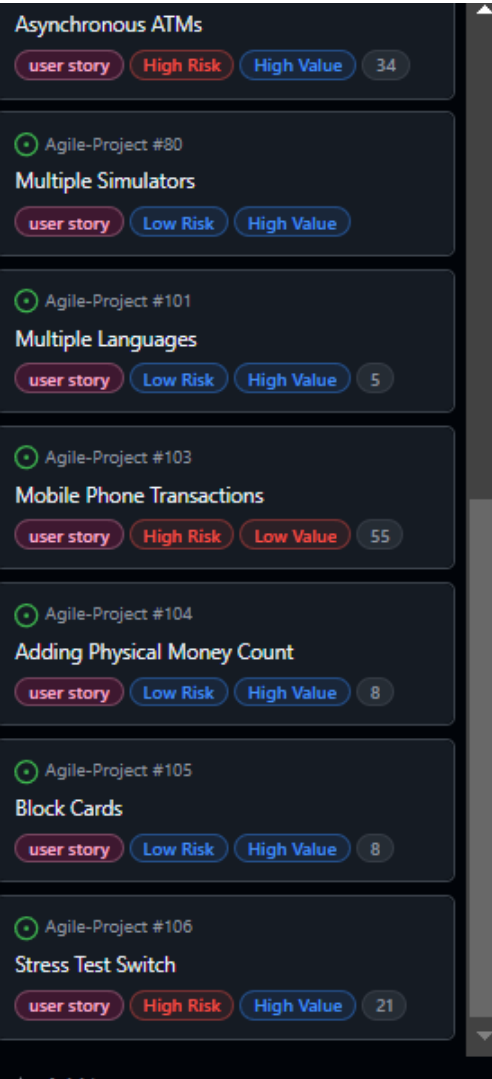 Asynchronous ATMs
user story High Risk High Value 34
Agile-Project #80
Multiple Simulators
user story Low Risk High Value
Agile-Project #101
Multiple Languages
user story Low Risk High Value 5
Agile-Project #103
Mobile Phone Transactions
user story High Risk Low Value 55
Agile-Project #104
Adding Physical Money Count
user story Low Risk High Value 8
Agile-Project #105
Block Cards
user story Low Risk High Value 8
Agile-Project #106
Stress Test Switch
user story High Risk High Value 21